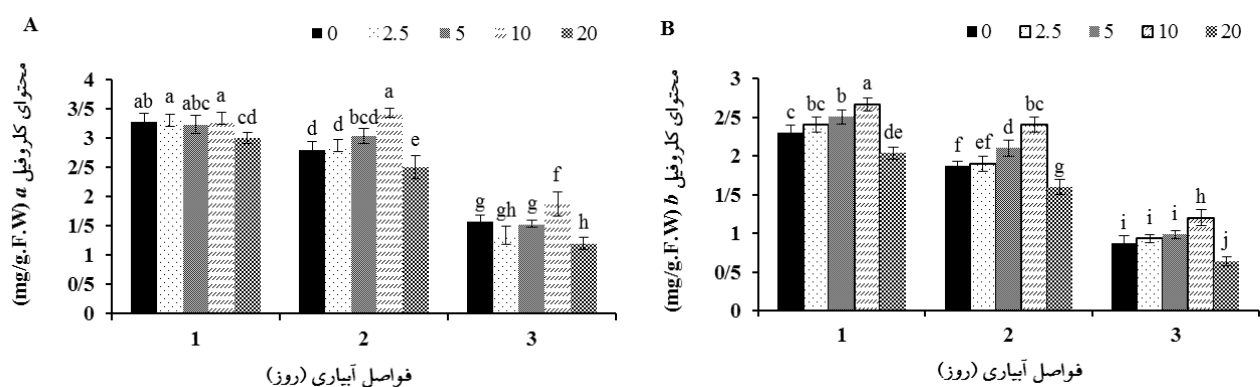 A
0 2.5 5 10 20
محتوای کلروفیل a (mg/g.F.W)
4
3/5
3
2/5
2
1/5
1
0/5
0
ab a abc a cd
d d bcd a e
g gh g f h
1 2 3
فواصل آبیاری (روز)
B
0 2.5 5 10 20
محتوای کلروفیل b (mg/g.F.W)
3
2/5
2
1/5
1
0/5
0
c bc b a de
f ef d bc g
i i i h j
1 2 3
فواصل آبیاری (روز)